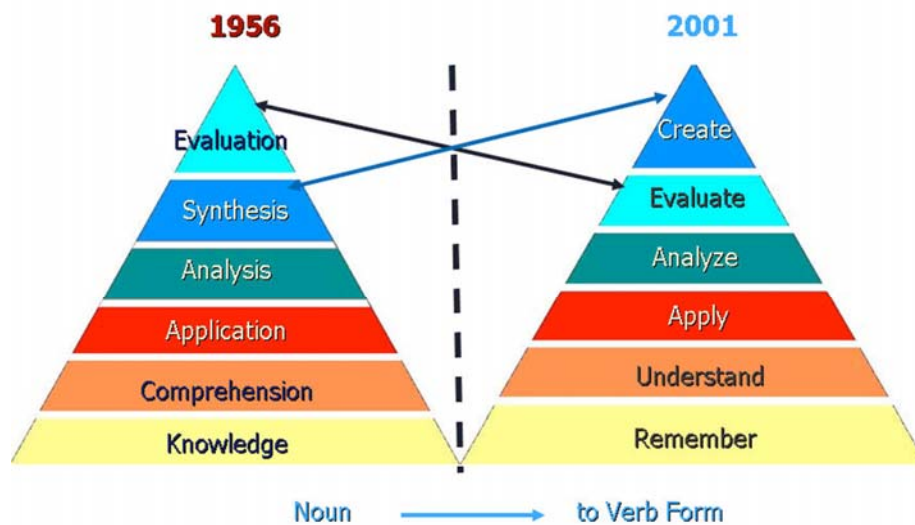 1956
2001
Evaluation
Synthesis
Analysis
Application
Comprehension
Knowledge
Create
Evaluate
Analyze
Apply
Understand
Remember
Noun to Verb Form